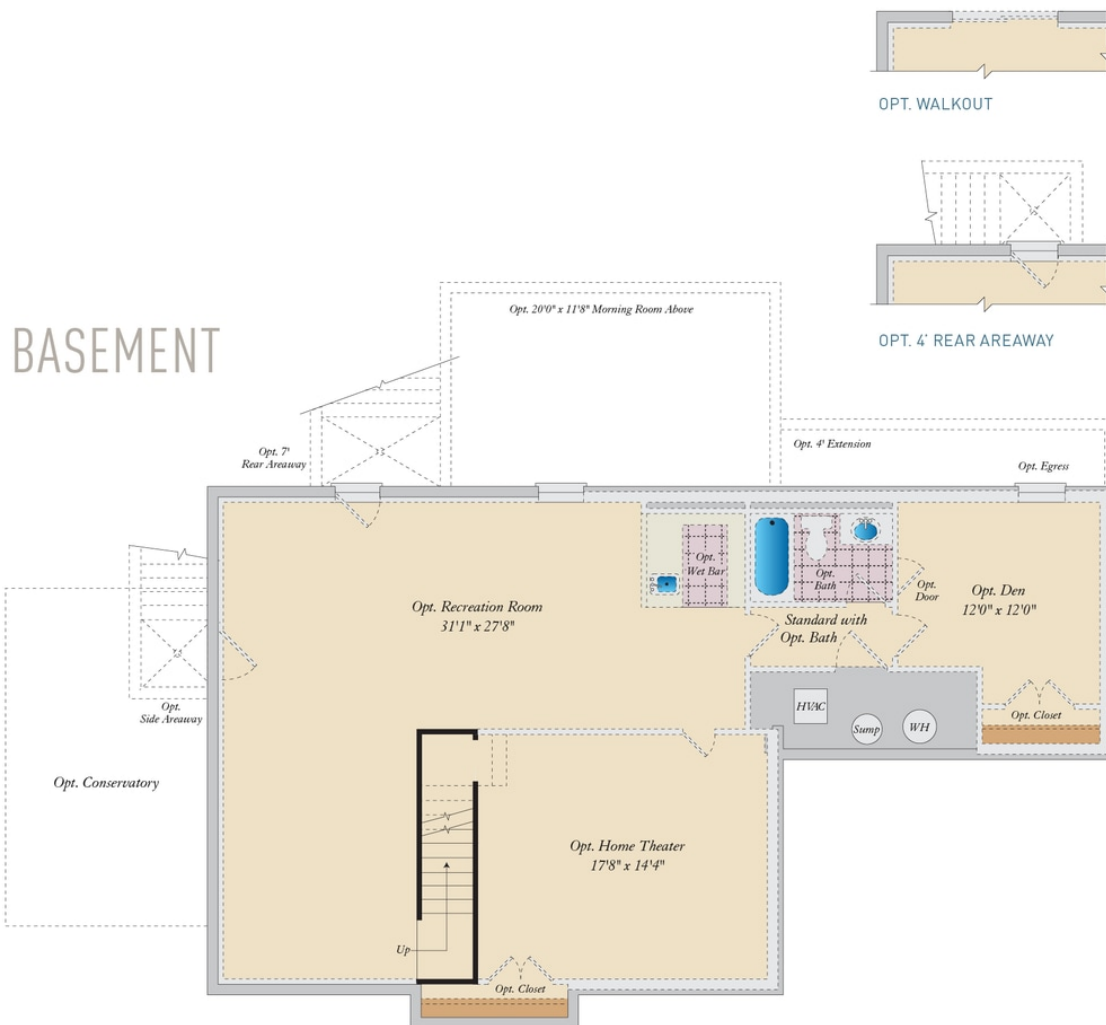 OPT. WALKOUT
OPT. 4' REAR AREAWAY
BASEMENT
Opt. 20'0" x 11'8" Morning Room Above
Opt. 7'
Rear Areaway
Opt. 4' Extension
Opt. Egress
Opt.
Wet Bar
Opt.
Bath
Opt.
Door
Opt. Den
12'0" x 12'0"
Opt. Recreation Room
31'1" x 27'8"
Standard with
Opt. Bath
Opt.
Side Areaway
HVAC
Sump
WH
Opt. Closet
Opt. Conservatory
Opt. Home Theater
17'8" x 14'4"
Up
Opt. Closet